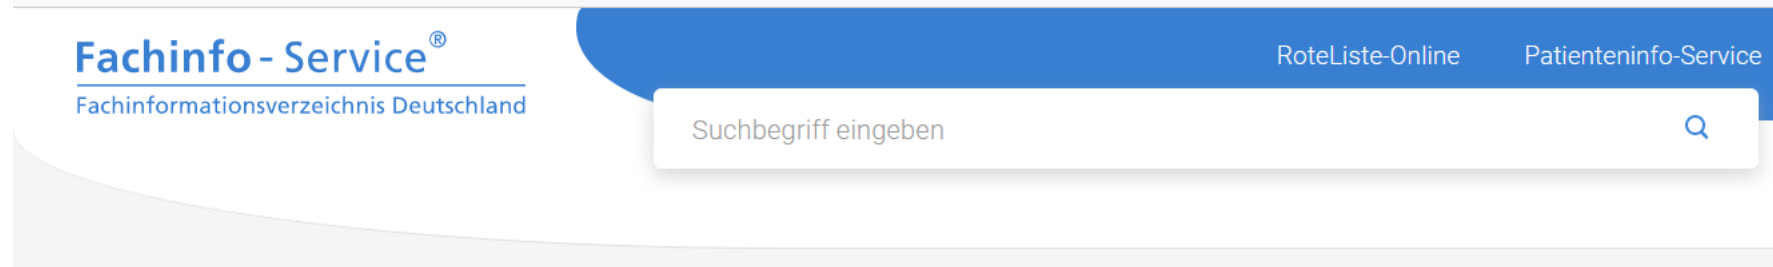 Fachinfo-Service®
Fachinformationsverzeichnis Deutschland
RoteListe-Online
Patienteninfo-Service
Suchbegriff eingeben